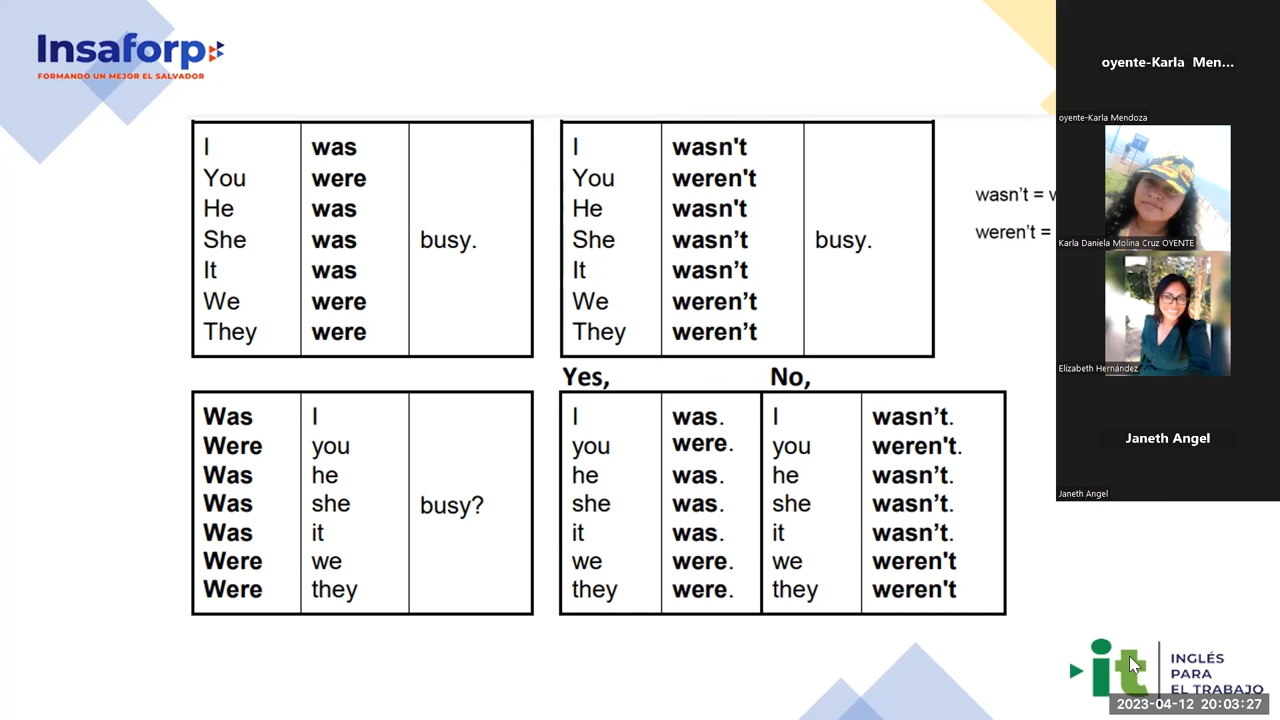 Insaforp
FORMANDO UN MEJOR EL SALVADOR
I was
You were
He was
She was busy.
It was
We were
They were
I wasn't
You weren't
He wasn't
She wasn’t busy.
It wasn’t
We weren’t
They weren’t
wasn’t =
weren’t =
Was I
Were you
Was he
Was she busy?
Was it
Were we
Were they
Yes, No,
I was. I wasn’t.
you were. you weren't.
he was. he wasn’t.
she was. she wasn’t.
it was. it wasn’t.
we were. we weren't
they were. they weren't
oyente-Karla Men...
oyente-Karla Mendoza
Karla Daniela Molina Cruz OYENTE
Elizabeth Hernández
Janeth Angel
Janeth Angel
it
INGLÉS
PARA
EL TRABAJO
2023-04-12 20:03:27